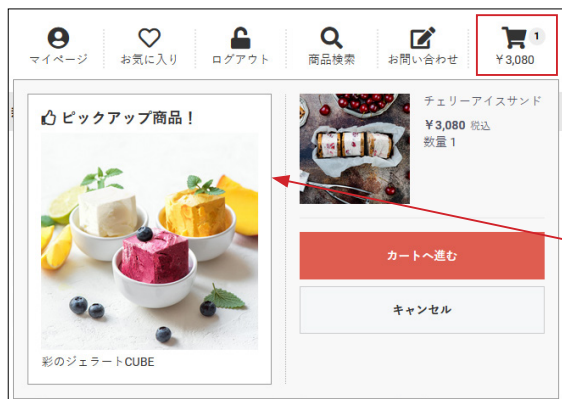 マイページ
お気に入り
ログアウト
商品検索
お問い合わせ
1
￥3,080
ピックアップ商品！
彩のジェラートCUBE
チェリーアイスサンド
￥3,080 税込
数量 1
カートへ進む
キャンセル